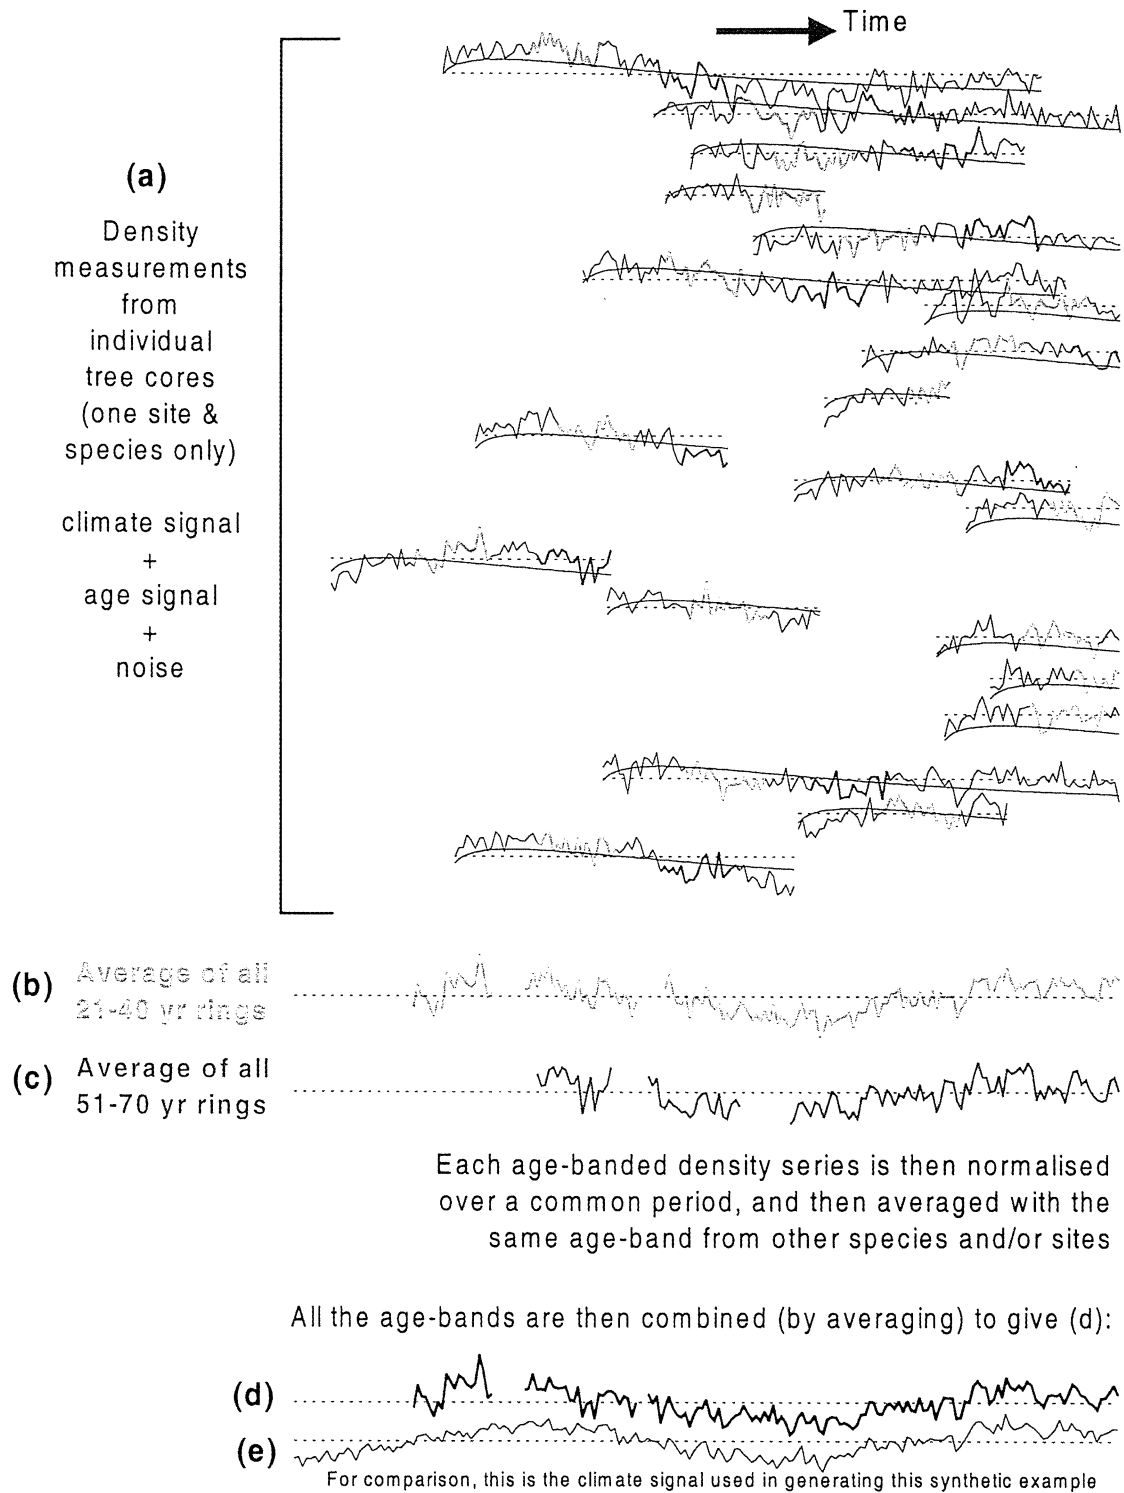 Time
(a)
Density
measurements
from
individual
tree cores
(one site &
species only)
climate signal
+
age signal
+
noise
(b) Average of all
21-40 yr rings
(c) Average of all
51-70 yr rings
Each age-banded density series is then normalised
over a common period, and then averaged with the
same age-band from other species and/or sites
All the age-bands are then combined (by averaging) to give (d):
(d)
(e)
For comparison, this is the climate signal used in generating this synthetic example